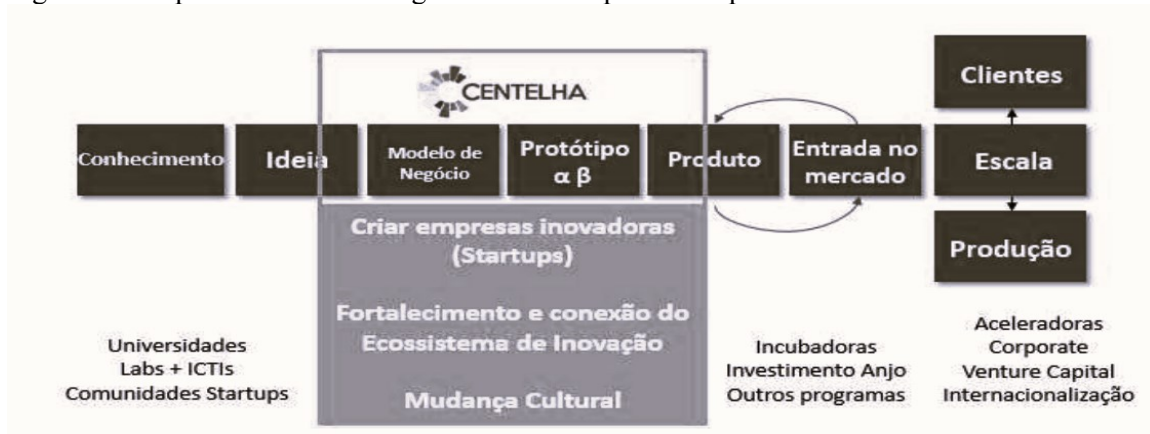 CENTELHA
Conhecimento
Ideia
Modelo de
Negócio
Protótipo
α β
Produto
Entrada no
mercado
Clientes
Escala
Produção
Criar empresas inovadoras
(Startups)
Fortalecimento e conexão do
Ecossistema de Inovação
Mudança Cultural
Universidades
Labs + ICTIs
Comunidades Startups
Incubadoras
Investimento Anjo
Outros programas
Aceleradoras
Corporate
Venture Capital
Internacionalização